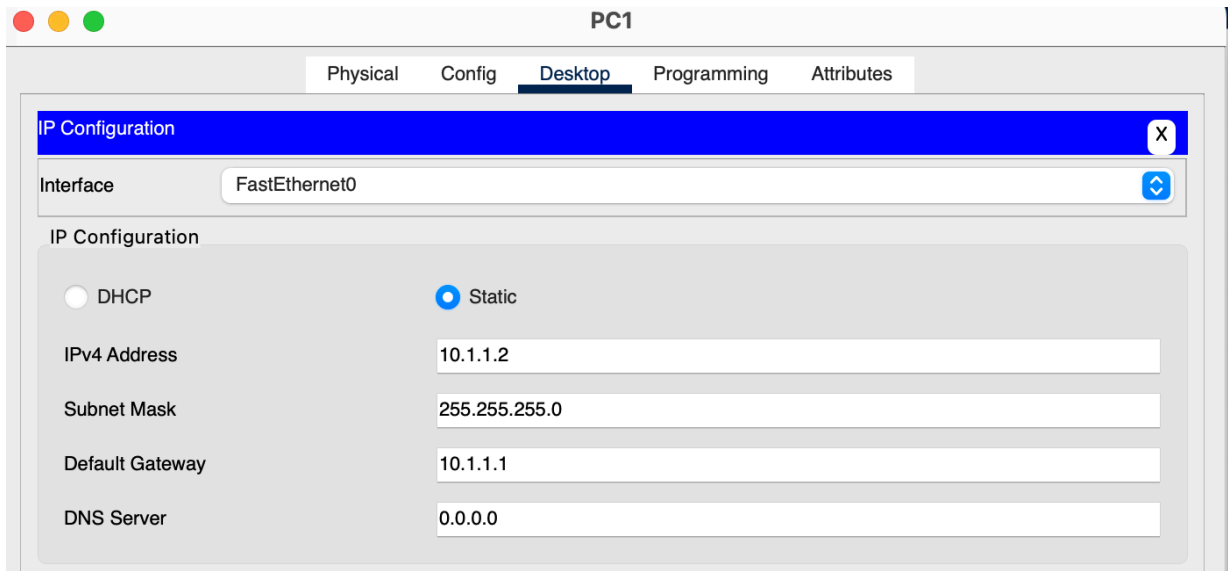 PC1
Physical Config Desktop Programming Attributes
IP Configuration X
Interface FastEthernet0
IP Configuration
DHCP Static
IPv4 Address 10.1.1.2
Subnet Mask 255.255.255.0
Default Gateway 10.1.1.1
DNS Server 0.0.0.0